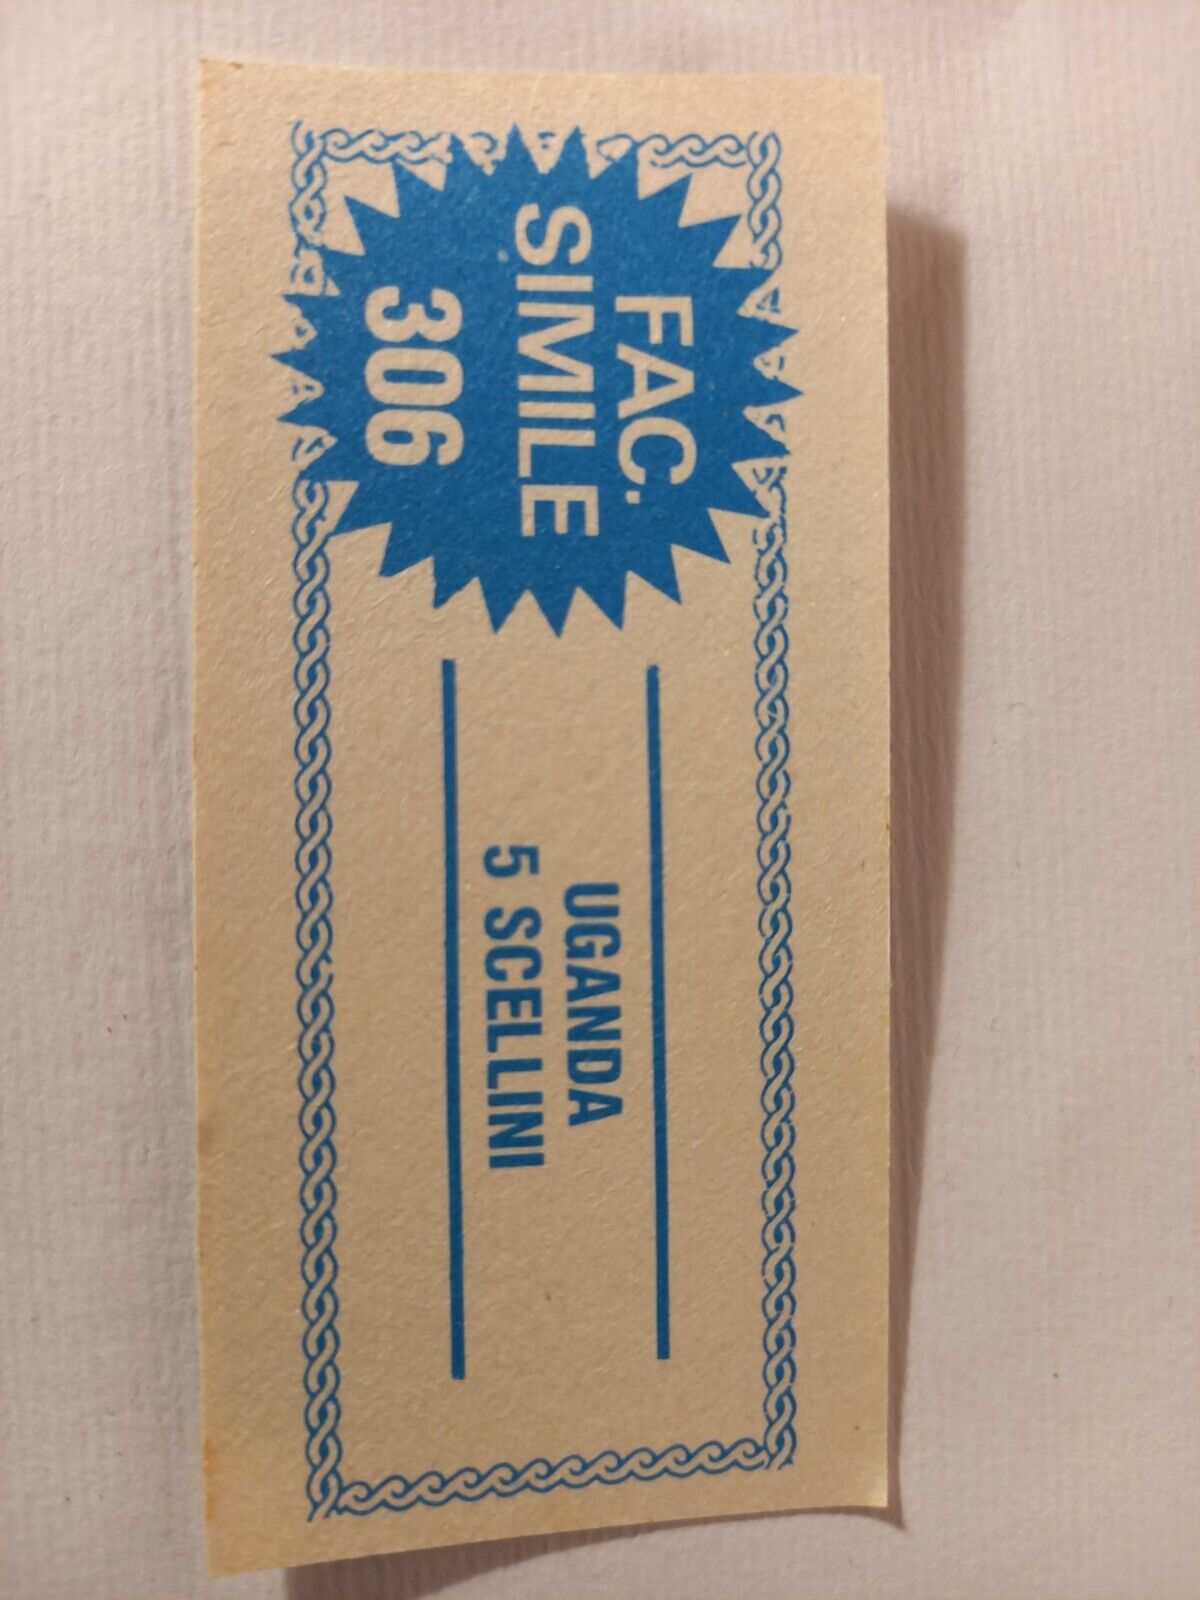 FAC.
SIMILE
306
UGANDA
5 SCELLINI